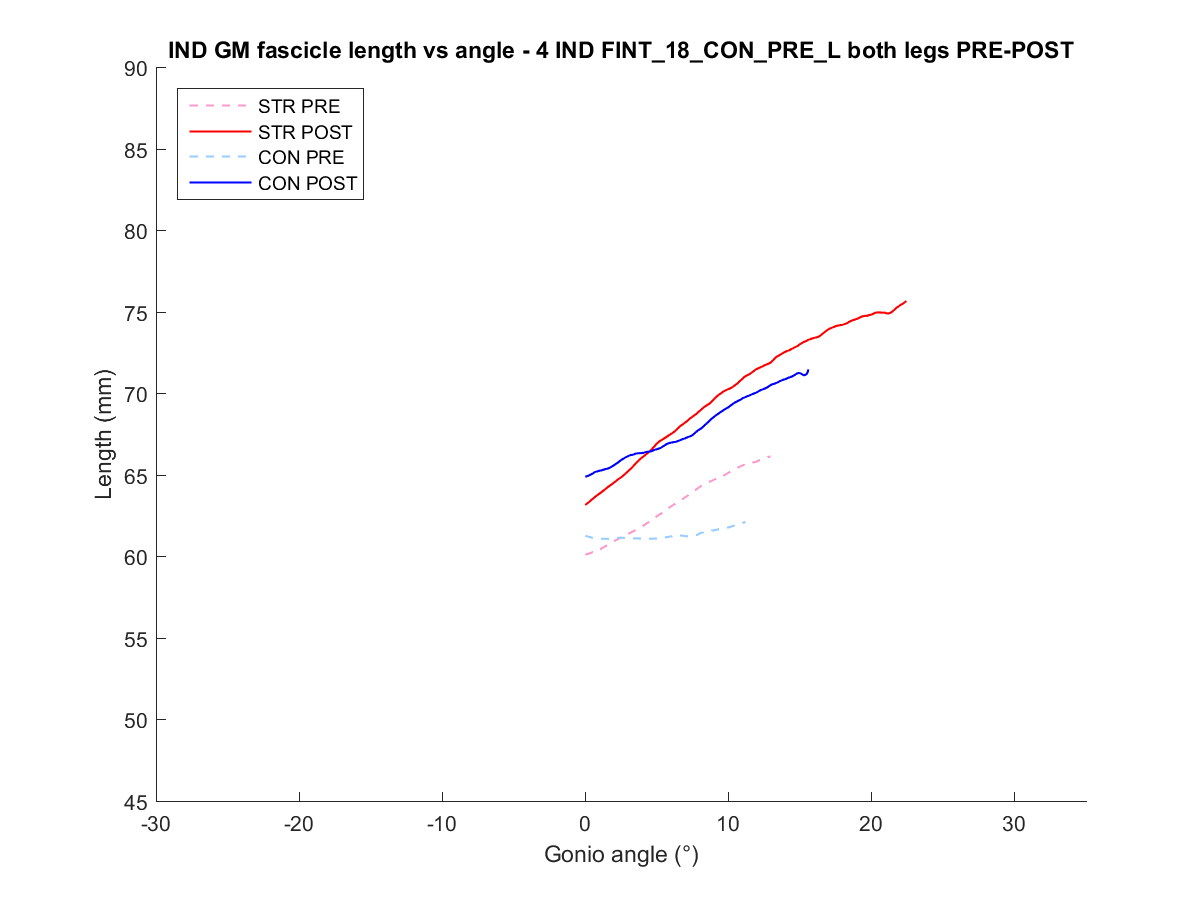 IND GM fascicle length vs angle - 4 IND FINT_18_CON_PRE_L both legs PRE-POST
90
85
80
75
70
65
60
55
50
45
Length (mm)
STR PRE
STR POST
CON PRE
CON POST
-30
-20
-10
0
10
20
30
Gonio angle (°)